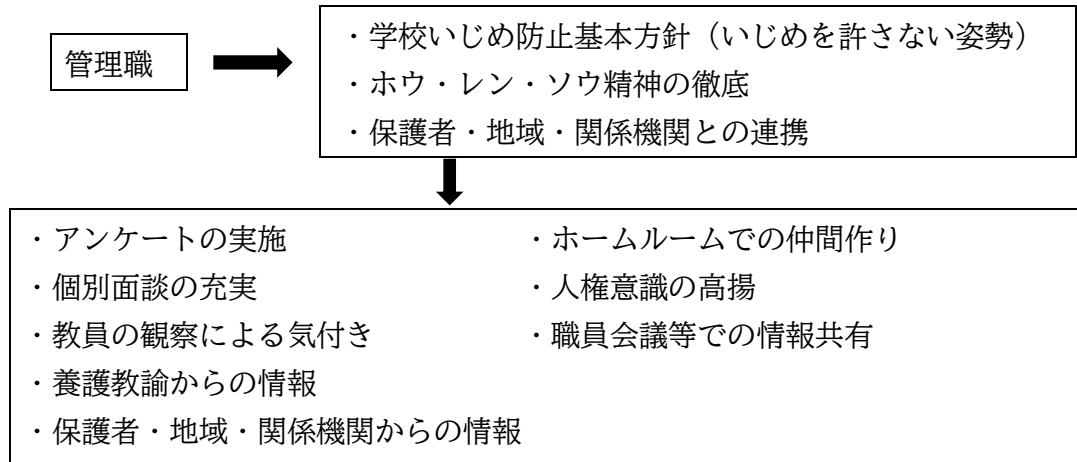 管理職
・学校いじめ防止基本方針（いじめを許さない姿勢）
・ホウ・レン・ソウ精神の徹底
・保護者・地域・関係機関との連携
・アンケートの実施
・個別面談の充実
・教員の観察による気付き
・養護教諭からの情報
・保護者・地域・関係機関からの情報
・ホームルームでの仲間作り
・人権意識の高揚
・職員会議等での情報共有